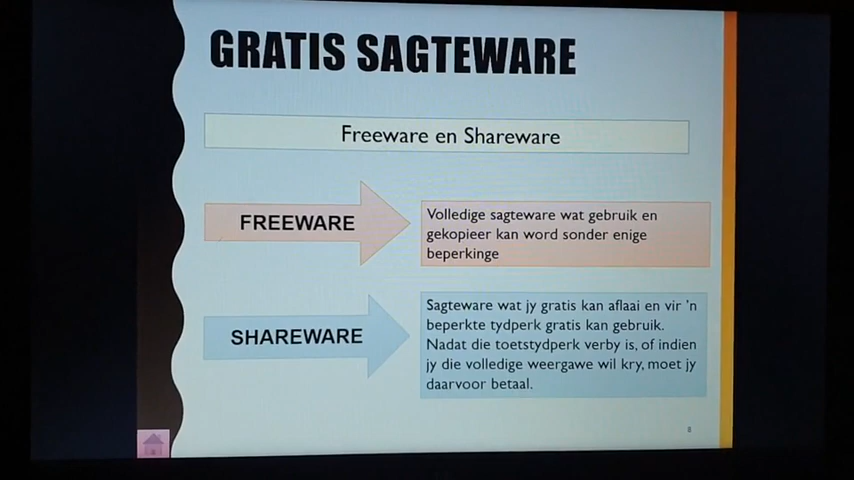 GRATIS SAGTEWARE
Freeware en Shareware
FREEWARE
Volledige sagteware wat gebruik en
gekopieer kan word sonder enige
beperkinge
SHAREWARE
Sagteware wat jy gratis kan aflaai en vir 'n
beperkte tydperk gratis kan gebruik.
Nadat die toetstydperk verby is, of indien
jy die volledige weergawe wil kry, moet jy
daarvoor betaal.
8